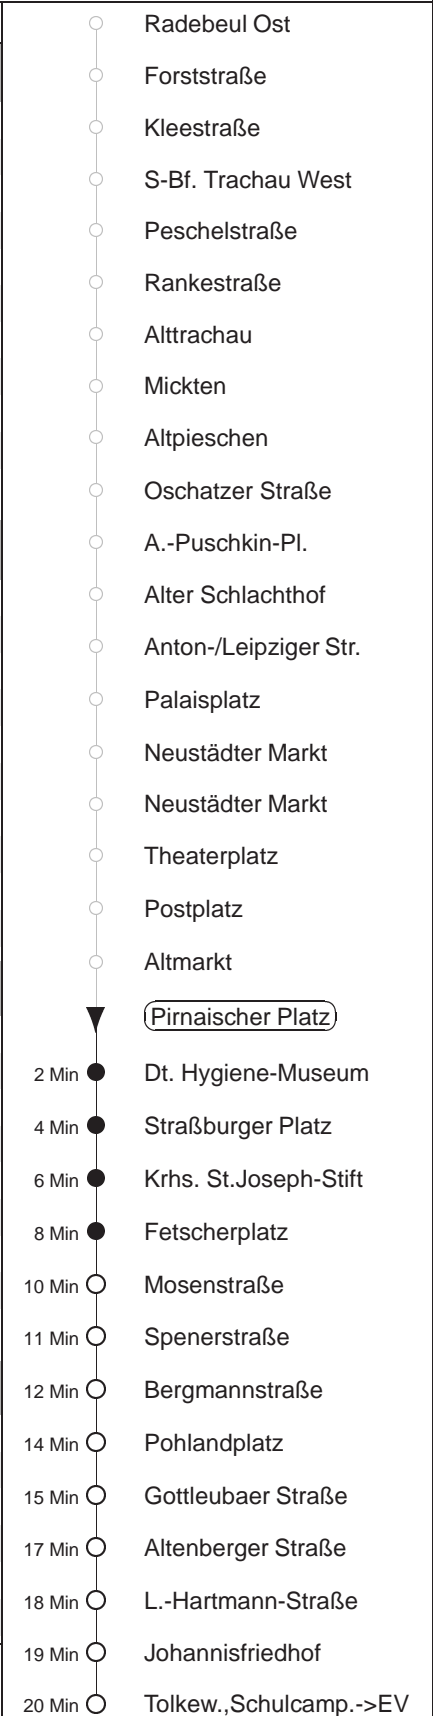 Radebeul Ost
Forststraße
Kleestraße
S-Bf. Trachau West
Peschelstraße
Rankestraße
Alttrachau
Mickten
Altpieschen
Oschatzer Straße
A.-Puschkin-Pl.
Alter Schlachthof
Anton-/Leipziger Str.
Palaisplatz
Neustädter Markt
Neustädter Markt
Theaterplatz
Postplatz
Altmarkt
Pirnaischer Platz
2 Min Dt. Hygiene-Museum
4 Min Straßburger Platz
6 Min Krhs. St.Joseph-Stift
8 Min Fetscherplatz
10 Min Mosenstraße
11 Min Spenerstraße
12 Min Bergmannstraße
14 Min Pohlandplatz
15 Min Gottleubaer Straße
17 Min Altenberger Straße
18 Min L.-Hartmann-Straße
19 Min Johannisfriedhof
20 Min Tolkew.,Schulcamp.->EV